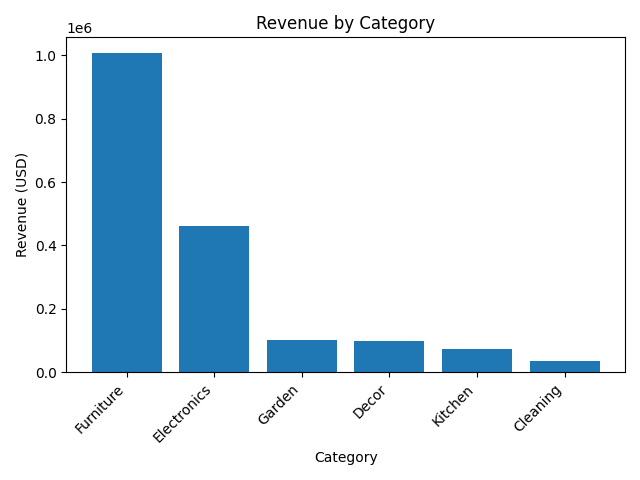 Revenue by Category
1e6
1.0
0.8
0.6
0.4
0.2
0.0
Revenue (USD)
Furniture
Electronics
Garden
Decor
Kitchen
Cleaning
Category